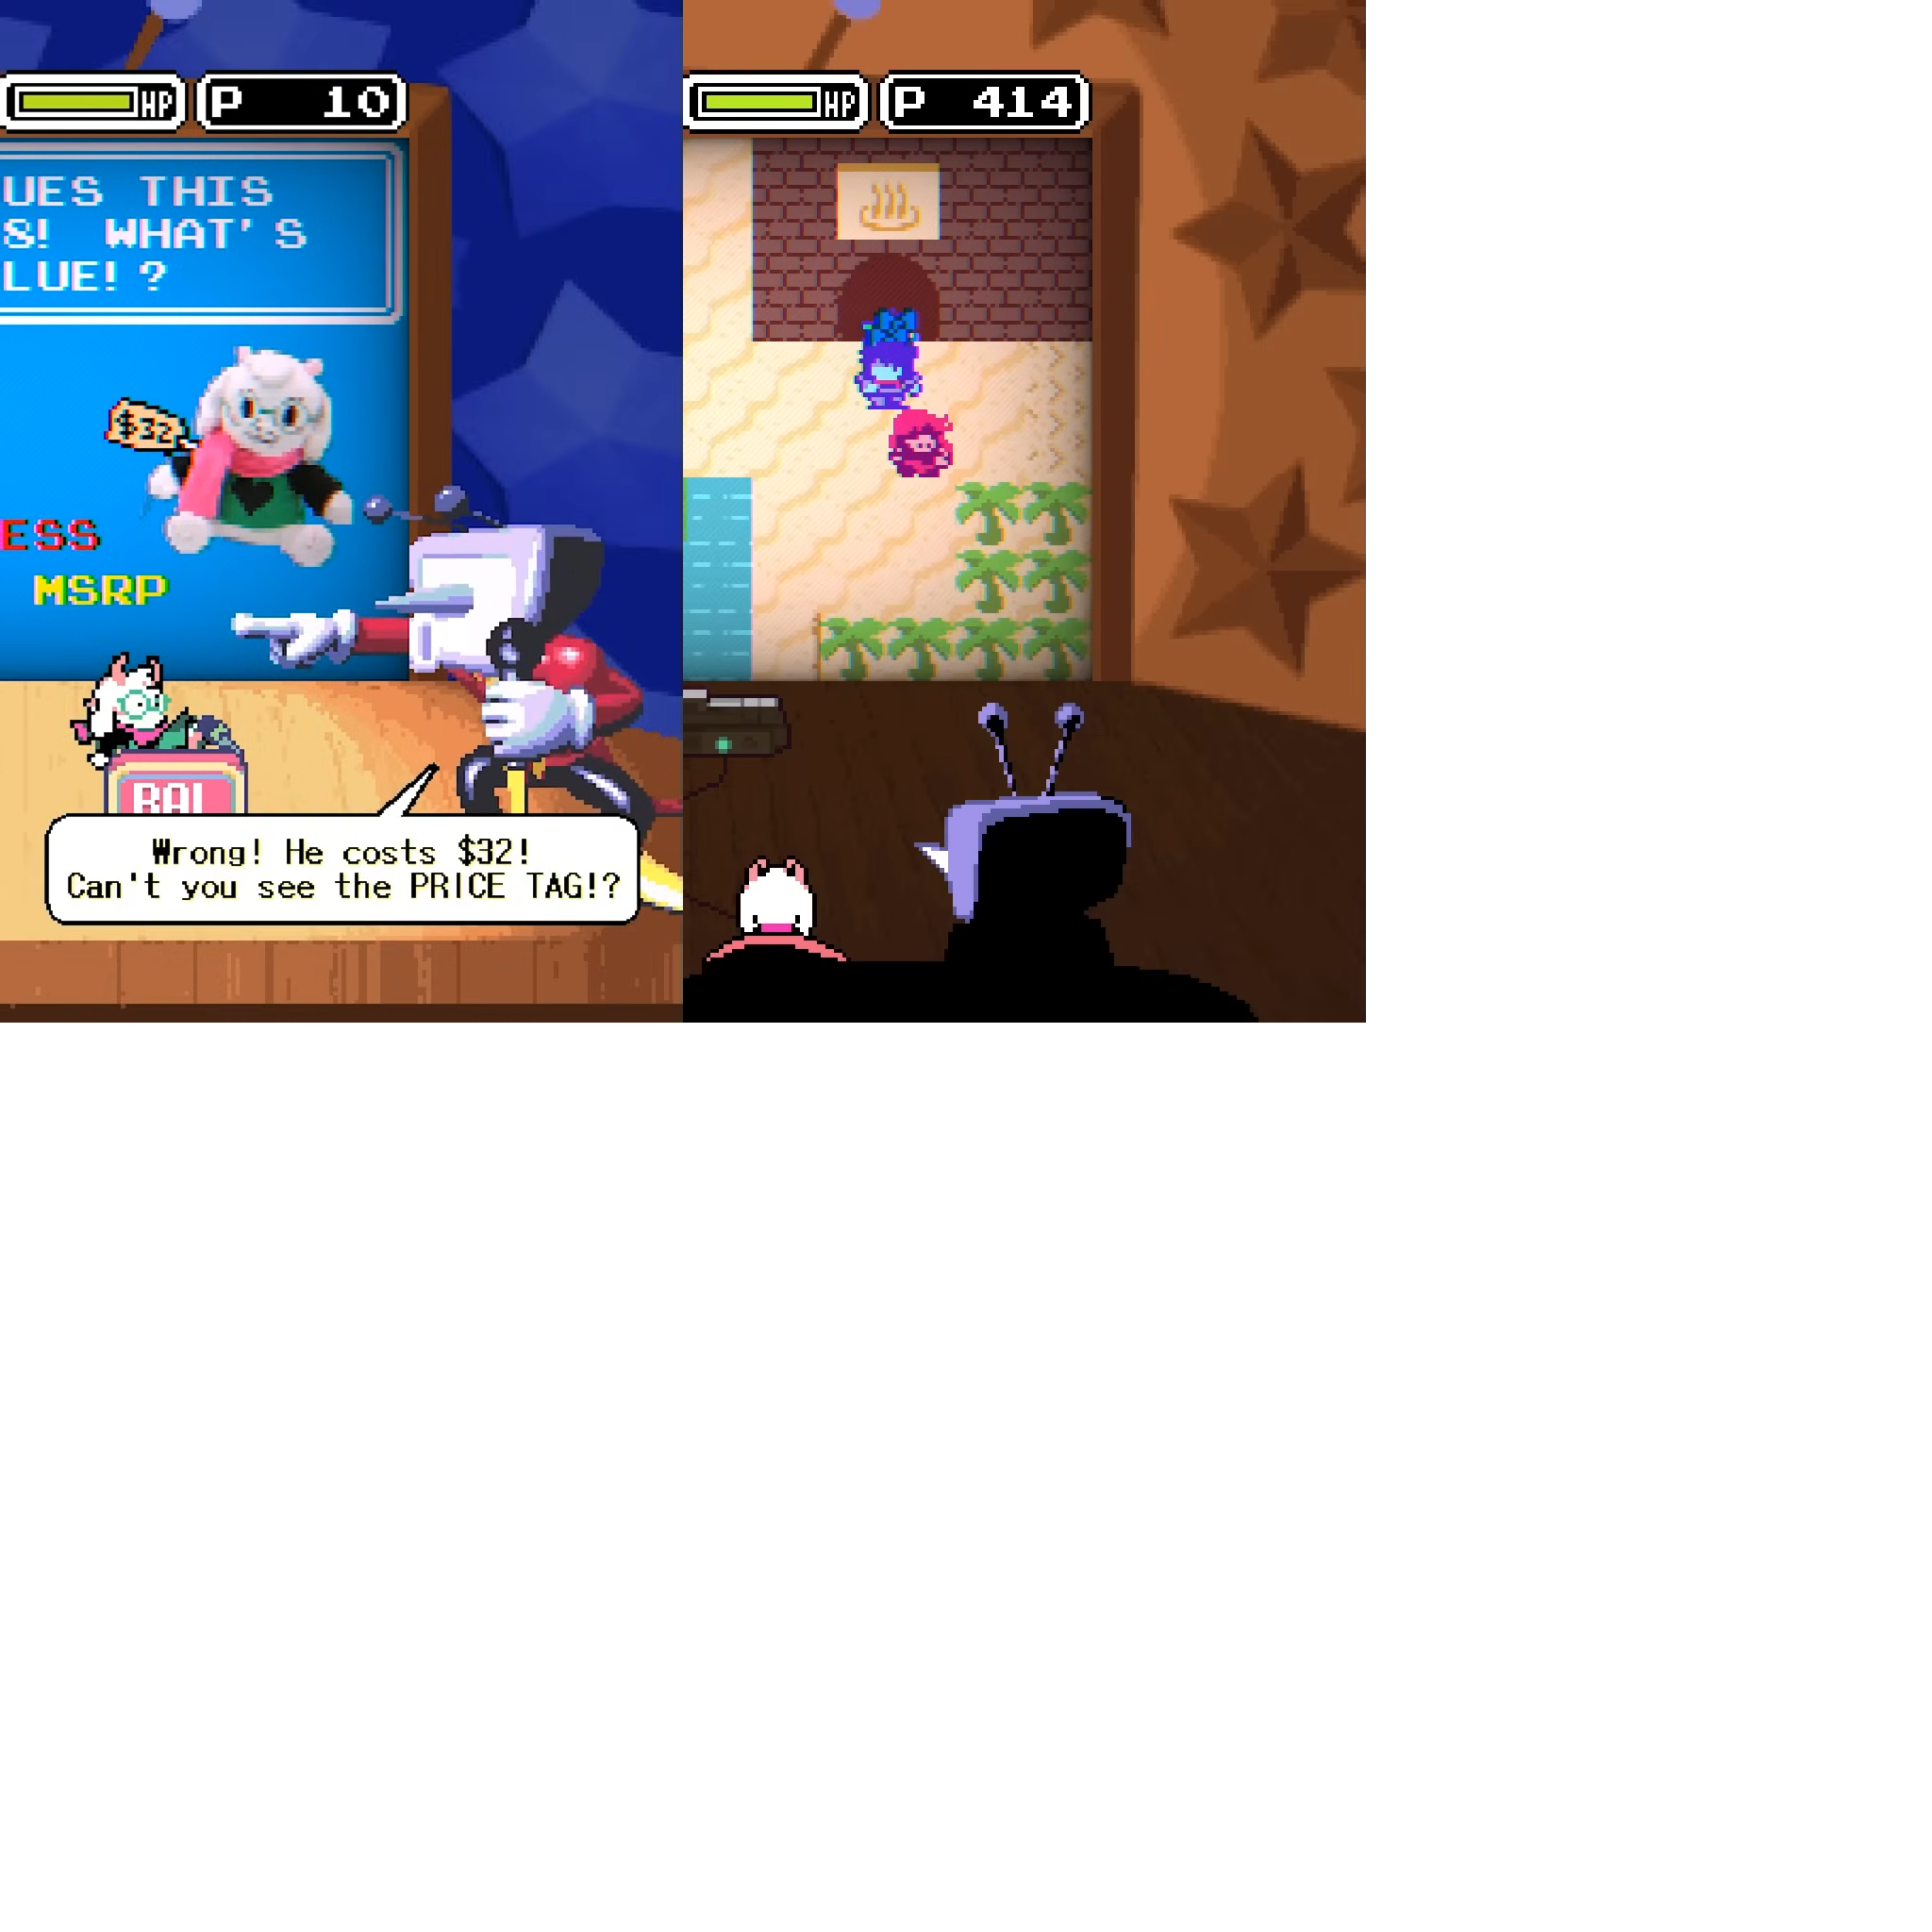 HP P 10
UES THIS
&! WHAT'S
LUE!?
$32
ESS
MSRP
RAL
Wrong! He costs $32!
Can't you see the PRICE TAG!?
HP P 414